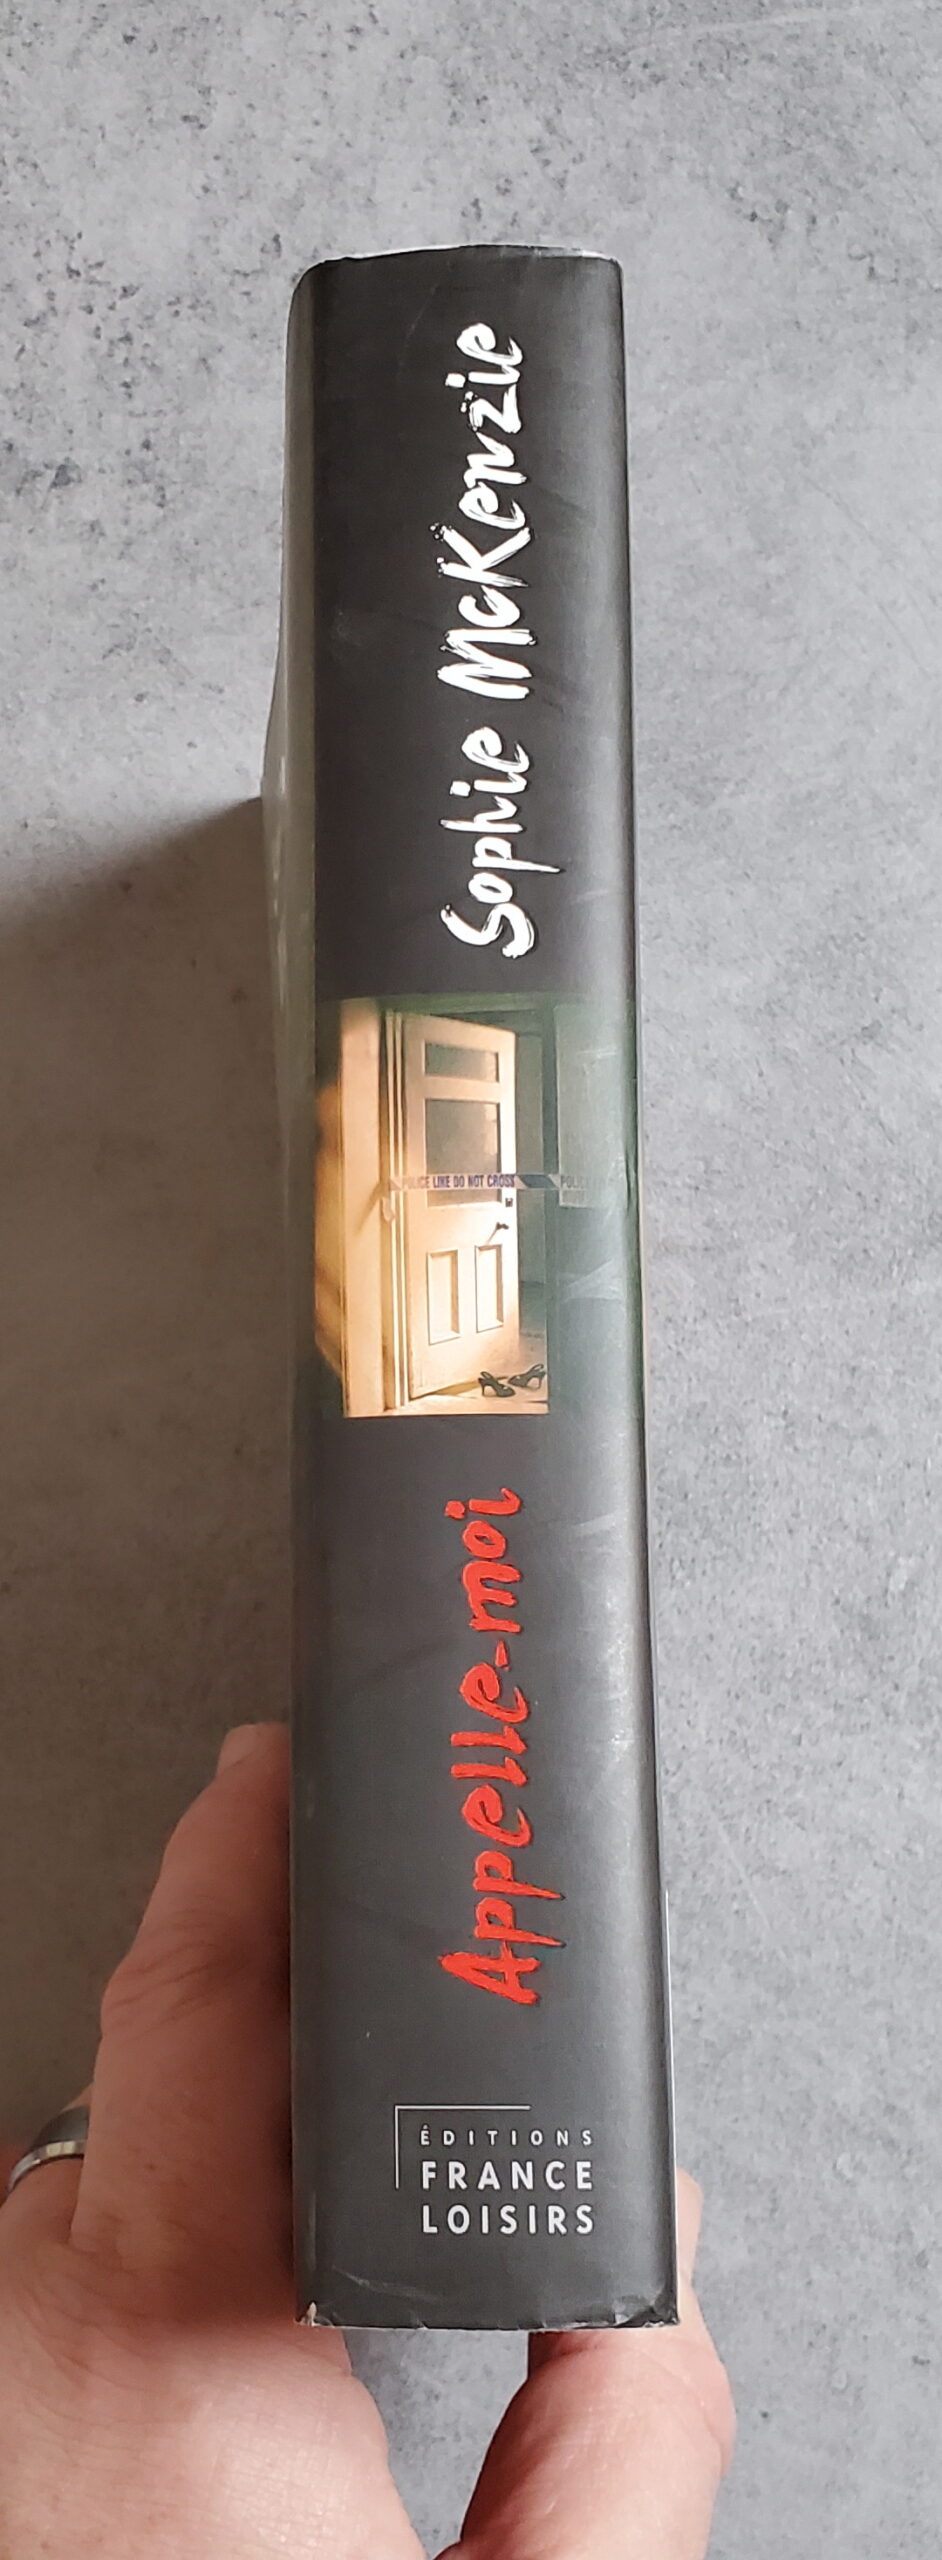 Sophie McKenzie
POLICE LINE DO NOT CROSS
Appelle-moi
ÉDITIONS
FRANCE
LOISIRS